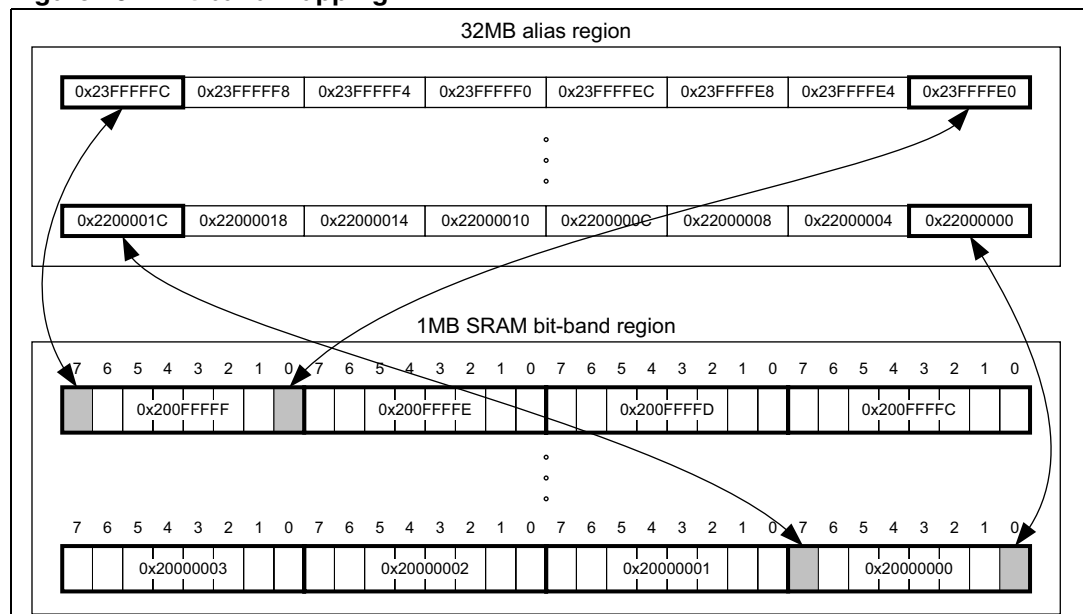 32MB alias region
0x23FFFFFC 0x23FFFFF8 0x23FFFFF4 0x23FFFFF0 0x23FFFFEC 0x23FFFFE8 0x23FFFFE4 0x23FFFFE0
0x2200001C 0x22000018 0x22000014 0x22000010 0x2200000C 0x22000008 0x22000004 0x22000000
1MB SRAM bit-band region
7 6 5 4 3 2 1 0 7 6 5 4 3 2 1 0 7 6 5 4 3 2 1 0 7 6 5 4 3 2 1 0
0x200FFFFF 0x200FFFFE 0x200FFFFD 0x200FFFFC
7 6 5 4 3 2 1 0 7 6 5 4 3 2 1 0 7 6 5 4 3 2 1 0 7 6 5 4 3 2 1 0
0x20000003 0x20000002 0x20000001 0x20000000